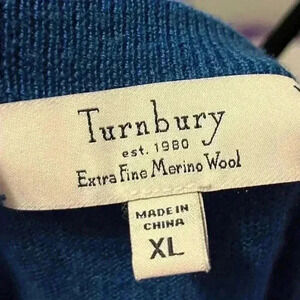 Turnbury
est. 1980
Extra Fine Merino Wool
MADE IN
CHINA
XL